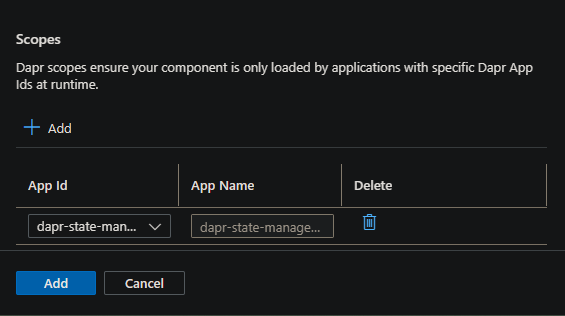 Scopes
Dapr scopes ensure your component is only loaded by applications with specific Dapr App
Ids at runtime.
Add
App Id App Name Delete
dapr-state-man... dapr-state-manage...
Add Cancel